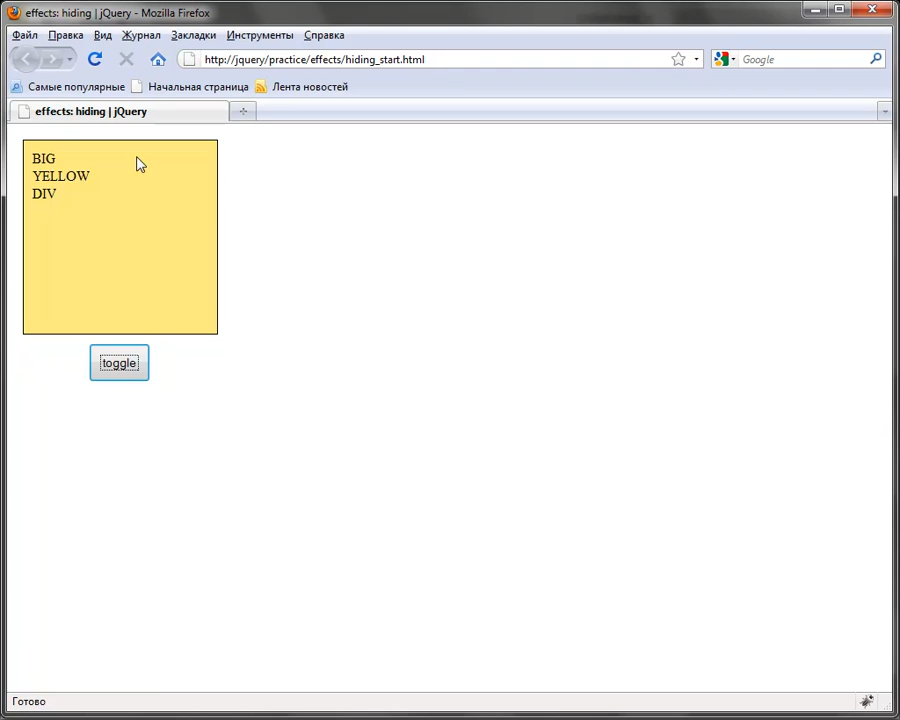 effects: hiding | jQuery - Mozilla Firefox
Файл Правка Вид Журнал Закладки Инструменты Справка
http://jquery/practice/effects/hiding_start.html Google
Самые популярные Начальная страница Лента новостей
effects: hiding | jQuery
BIG
YELLOW
DIV
toggle
Готово